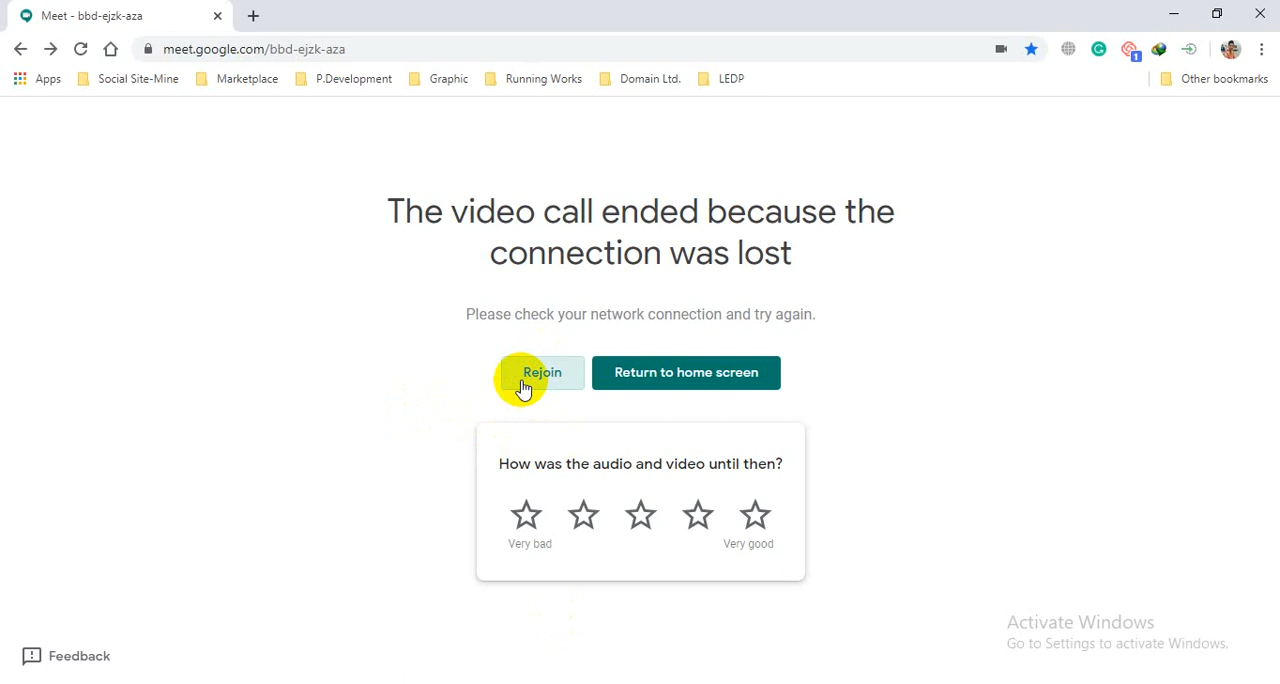 Meet - bbd-ejzk-aza
meet.google.com/bbd-ejzk-aza
1
Apps Social Site-Mine Marketplace P.Development Graphic Running Works Domain Ltd. LEDP Other bookmarks
The video call ended because the
connection was lost
Please check your network connection and try again.
Rejoin Return to home screen
How was the audio and video until then?
Very bad Very good
Activate Windows
Go to Settings to activate Windows.
Feedback